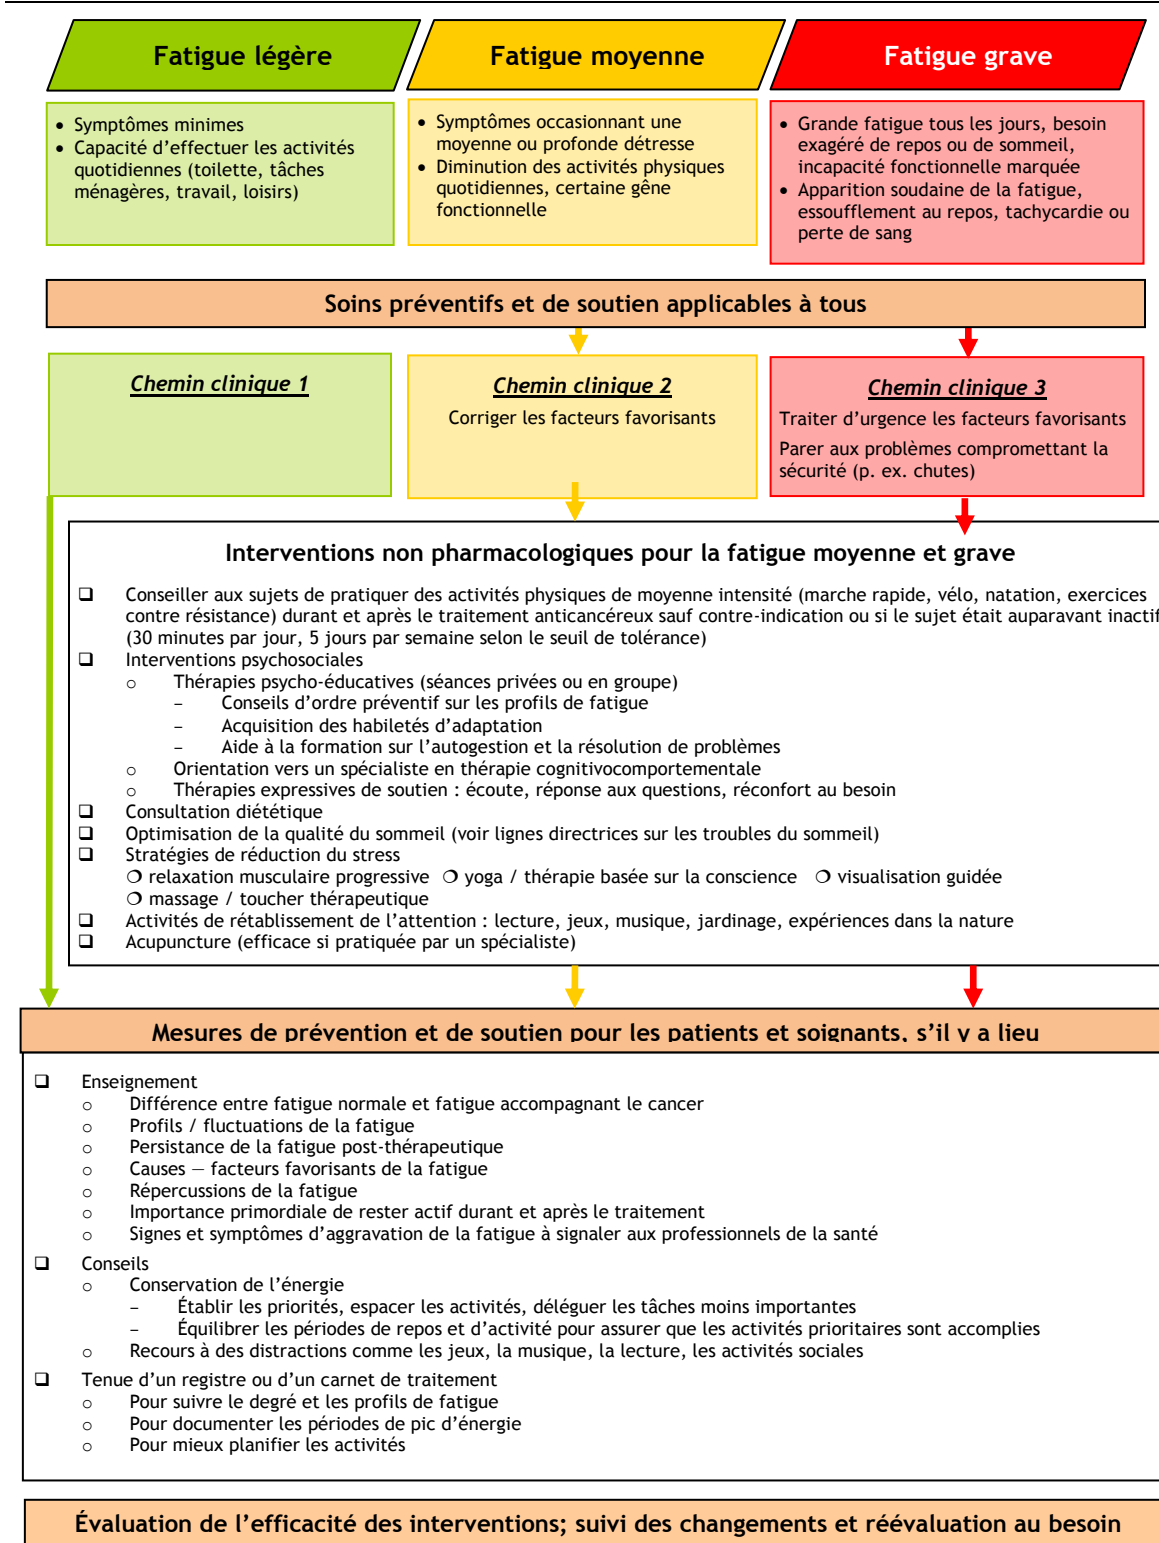 Fatigue légère
Fatigue moyenne
Fatigue grave
• Symptômes minimes
• Capacité d’effectuer les activités
quotidiennes (toilette, tâches
ménagères, travail, loisirs)
• Symptômes occasionnant une
moyenne ou profonde détresse
• Diminution des activités physiques
quotidiennes, certaine gêne
fonctionnelle
• Grande fatigue tous les jours, besoin
exagéré de repos ou de sommeil,
incapacité fonctionnelle marquée
• Apparition soudaine de la fatigue,
essoufflement au repos, tachycardie ou
perte de sang
Soins préventifs et de soutien applicables à tous
Chemin clinique 1
Chemin clinique 2
Corriger les facteurs favorisants
Chemin clinique 3
Traiter d’urgence les facteurs favorisants
Parer aux problèmes compromettant la
sécurité (p. ex. chutes)
Interventions non pharmacologiques pour la fatigue moyenne et grave
❑ Conseiller aux sujets de pratiquer des activités physiques de moyenne intensité (marche rapide, vélo, natation, exercices
contre résistance) durant et après le traitement anticancéreux sauf contre-indication ou si le sujet était auparavant inactif
(30 minutes par jour, 5 jours par semaine selon le seuil de tolérance)
❑ Interventions psychosociales
o Thérapies psycho-éducatives (séances privées ou en groupe)
– Conseils d’ordre préventif sur les profils de fatigue
– Acquisition des habiletés d’adaptation
– Aide à la formation sur l’autogestion et la résolution de problèmes
o Orientation vers un spécialiste en thérapie cognitivocomportementale
o Thérapies expressives de soutien : écoute, réponse aux questions, réconfort au besoin
❑ Consultation diététique
❑ Optimisation de la qualité du sommeil (voir lignes directrices sur les troubles du sommeil)
❑ Stratégies de réduction du stress
❍ relaxation musculaire progressive ❍ yoga / thérapie basée sur la conscience ❍ visualisation guidée
❍ massage / toucher thérapeutique
❑ Activités de rétablissement de l’attention : lecture, jeux, musique, jardinage, expériences dans la nature
❑ Acupuncture (efficace si pratiquée par un spécialiste)
Mesures de prévention et de soutien pour les patients et soignants, s’il y a lieu
❑ Enseignement
o Différence entre fatigue normale et fatigue accompagnant le cancer
o Profils / fluctuations de la fatigue
o Persistance de la fatigue post-thérapeutique
o Causes — facteurs favorisants de la fatigue
o Répercussions de la fatigue
o Importance primordiale de rester actif durant et après le traitement
o Signes et symptômes d’aggravation de la fatigue à signaler aux professionnels de la santé
❑ Conseils
o Conservation de l’énergie
– Établir les priorités, espacer les activités, déléguer les tâches moins importantes
– Équilibrer les périodes de repos et d’activité pour assurer que les activités prioritaires sont accomplies
o Recours à des distractions comme les jeux, la musique, la lecture, les activités sociales
❑ Tenue d’un registre ou d’un carnet de traitement
o Pour suivre le degré et les profils de fatigue
o Pour documenter les périodes de pic d’énergie
o Pour mieux planifier les activités
Évaluation de l’efficacité des interventions; suivi des changements et réévaluation au besoin